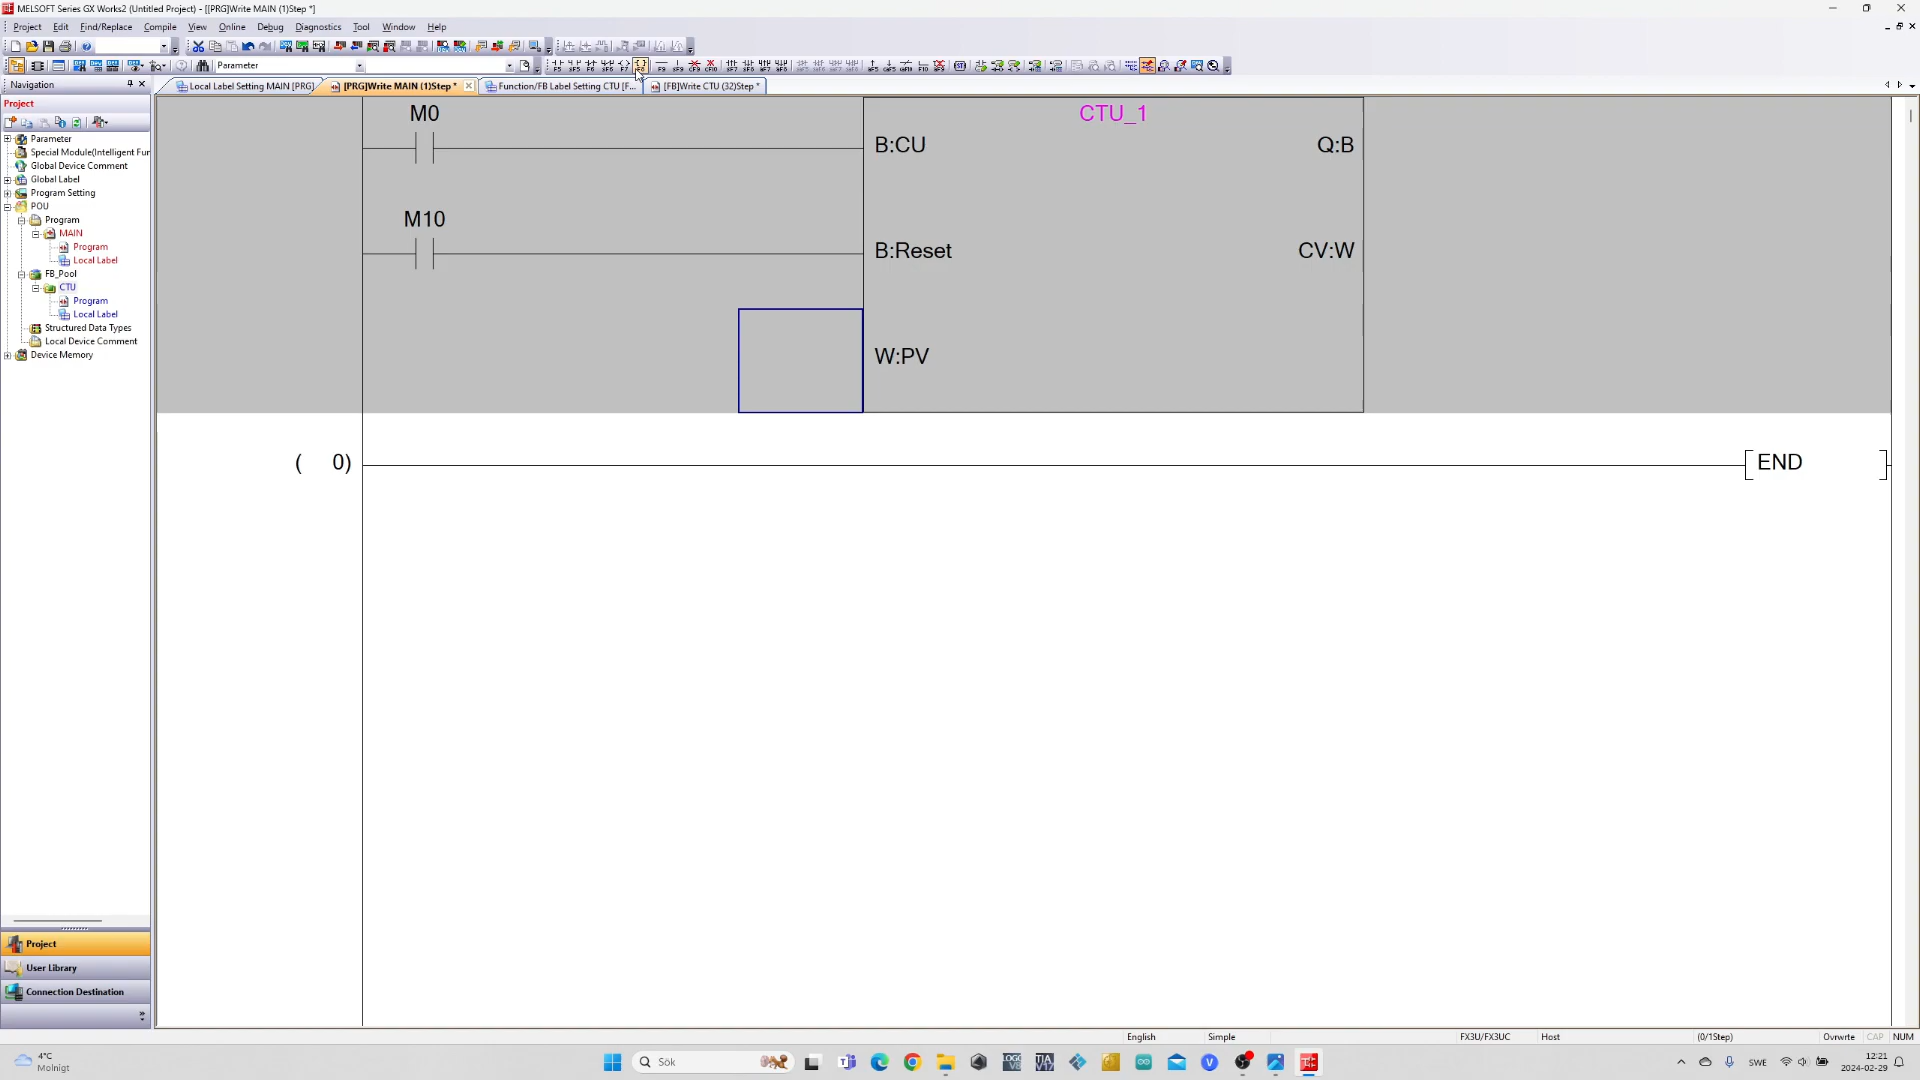 MELSOFT Series GX Works2 (Untitled Project) - [[PRG]Write MAIN (1)Step *]
Project Edit Find/Replace Compile View Online Debug Diagnostics Tool Window Help
Parameter
Navigation
Local Label Setting MAIN [PRG]
[PRG]Write MAIN (1)Step *
Function/FB Label Setting CTU [F...
[FB]Write CTU (32)Step *
Project
Parameter
Special Module(Intelligent Fur
Global Device Comment
Global Label
Program Setting
POU
Program
MAIN
Program
Local Label
FB_Pool
CTU
Program
Local Label
Structured Data Types
Local Device Comment
Device Memory
M0
CTU_1
B:CU
Q:B
M10
B:Reset
CV:W
W:PV
( 0)
END
Project
User Library
Connection Destination
English
Simple
FX3U/FX3UC
Host
(0/1Step)
Ovrwrte
CAP
NUM
4°C
Molnigt
Sök
SWE
12:21
2024-02-29